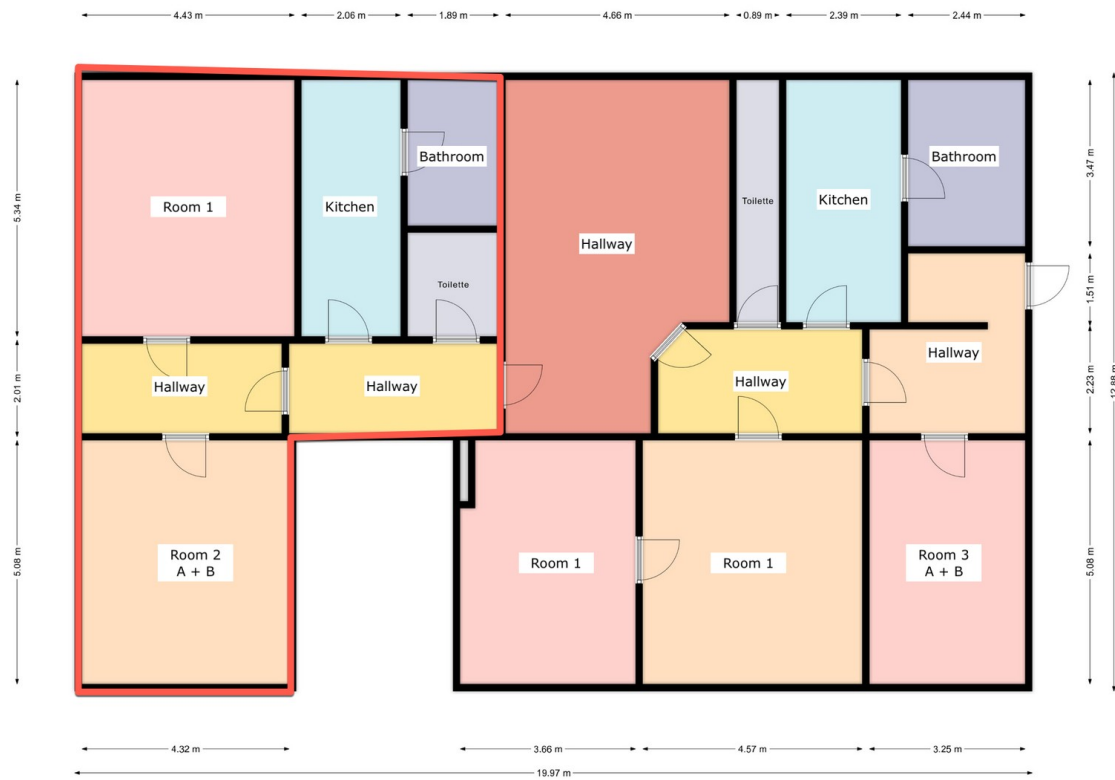 4.43 m
2.06 m
1.89 m
4.66 m
0.89 m
2.39 m
2.44 m
Room 1
Kitchen
Bathroom
Toilette
Hallway
Toilette
Kitchen
Bathroom
5.34 m
3.47 m
1.51 m
Hallway
Hallway
Hallway
Hallway
2.01 m
2.23 m
12.88 m
Room 2
A + B
Room 1
Room 1
Room 3
A + B
5.08 m
5.08 m
4.32 m
3.66 m
4.57 m
3.25 m
19.97 m